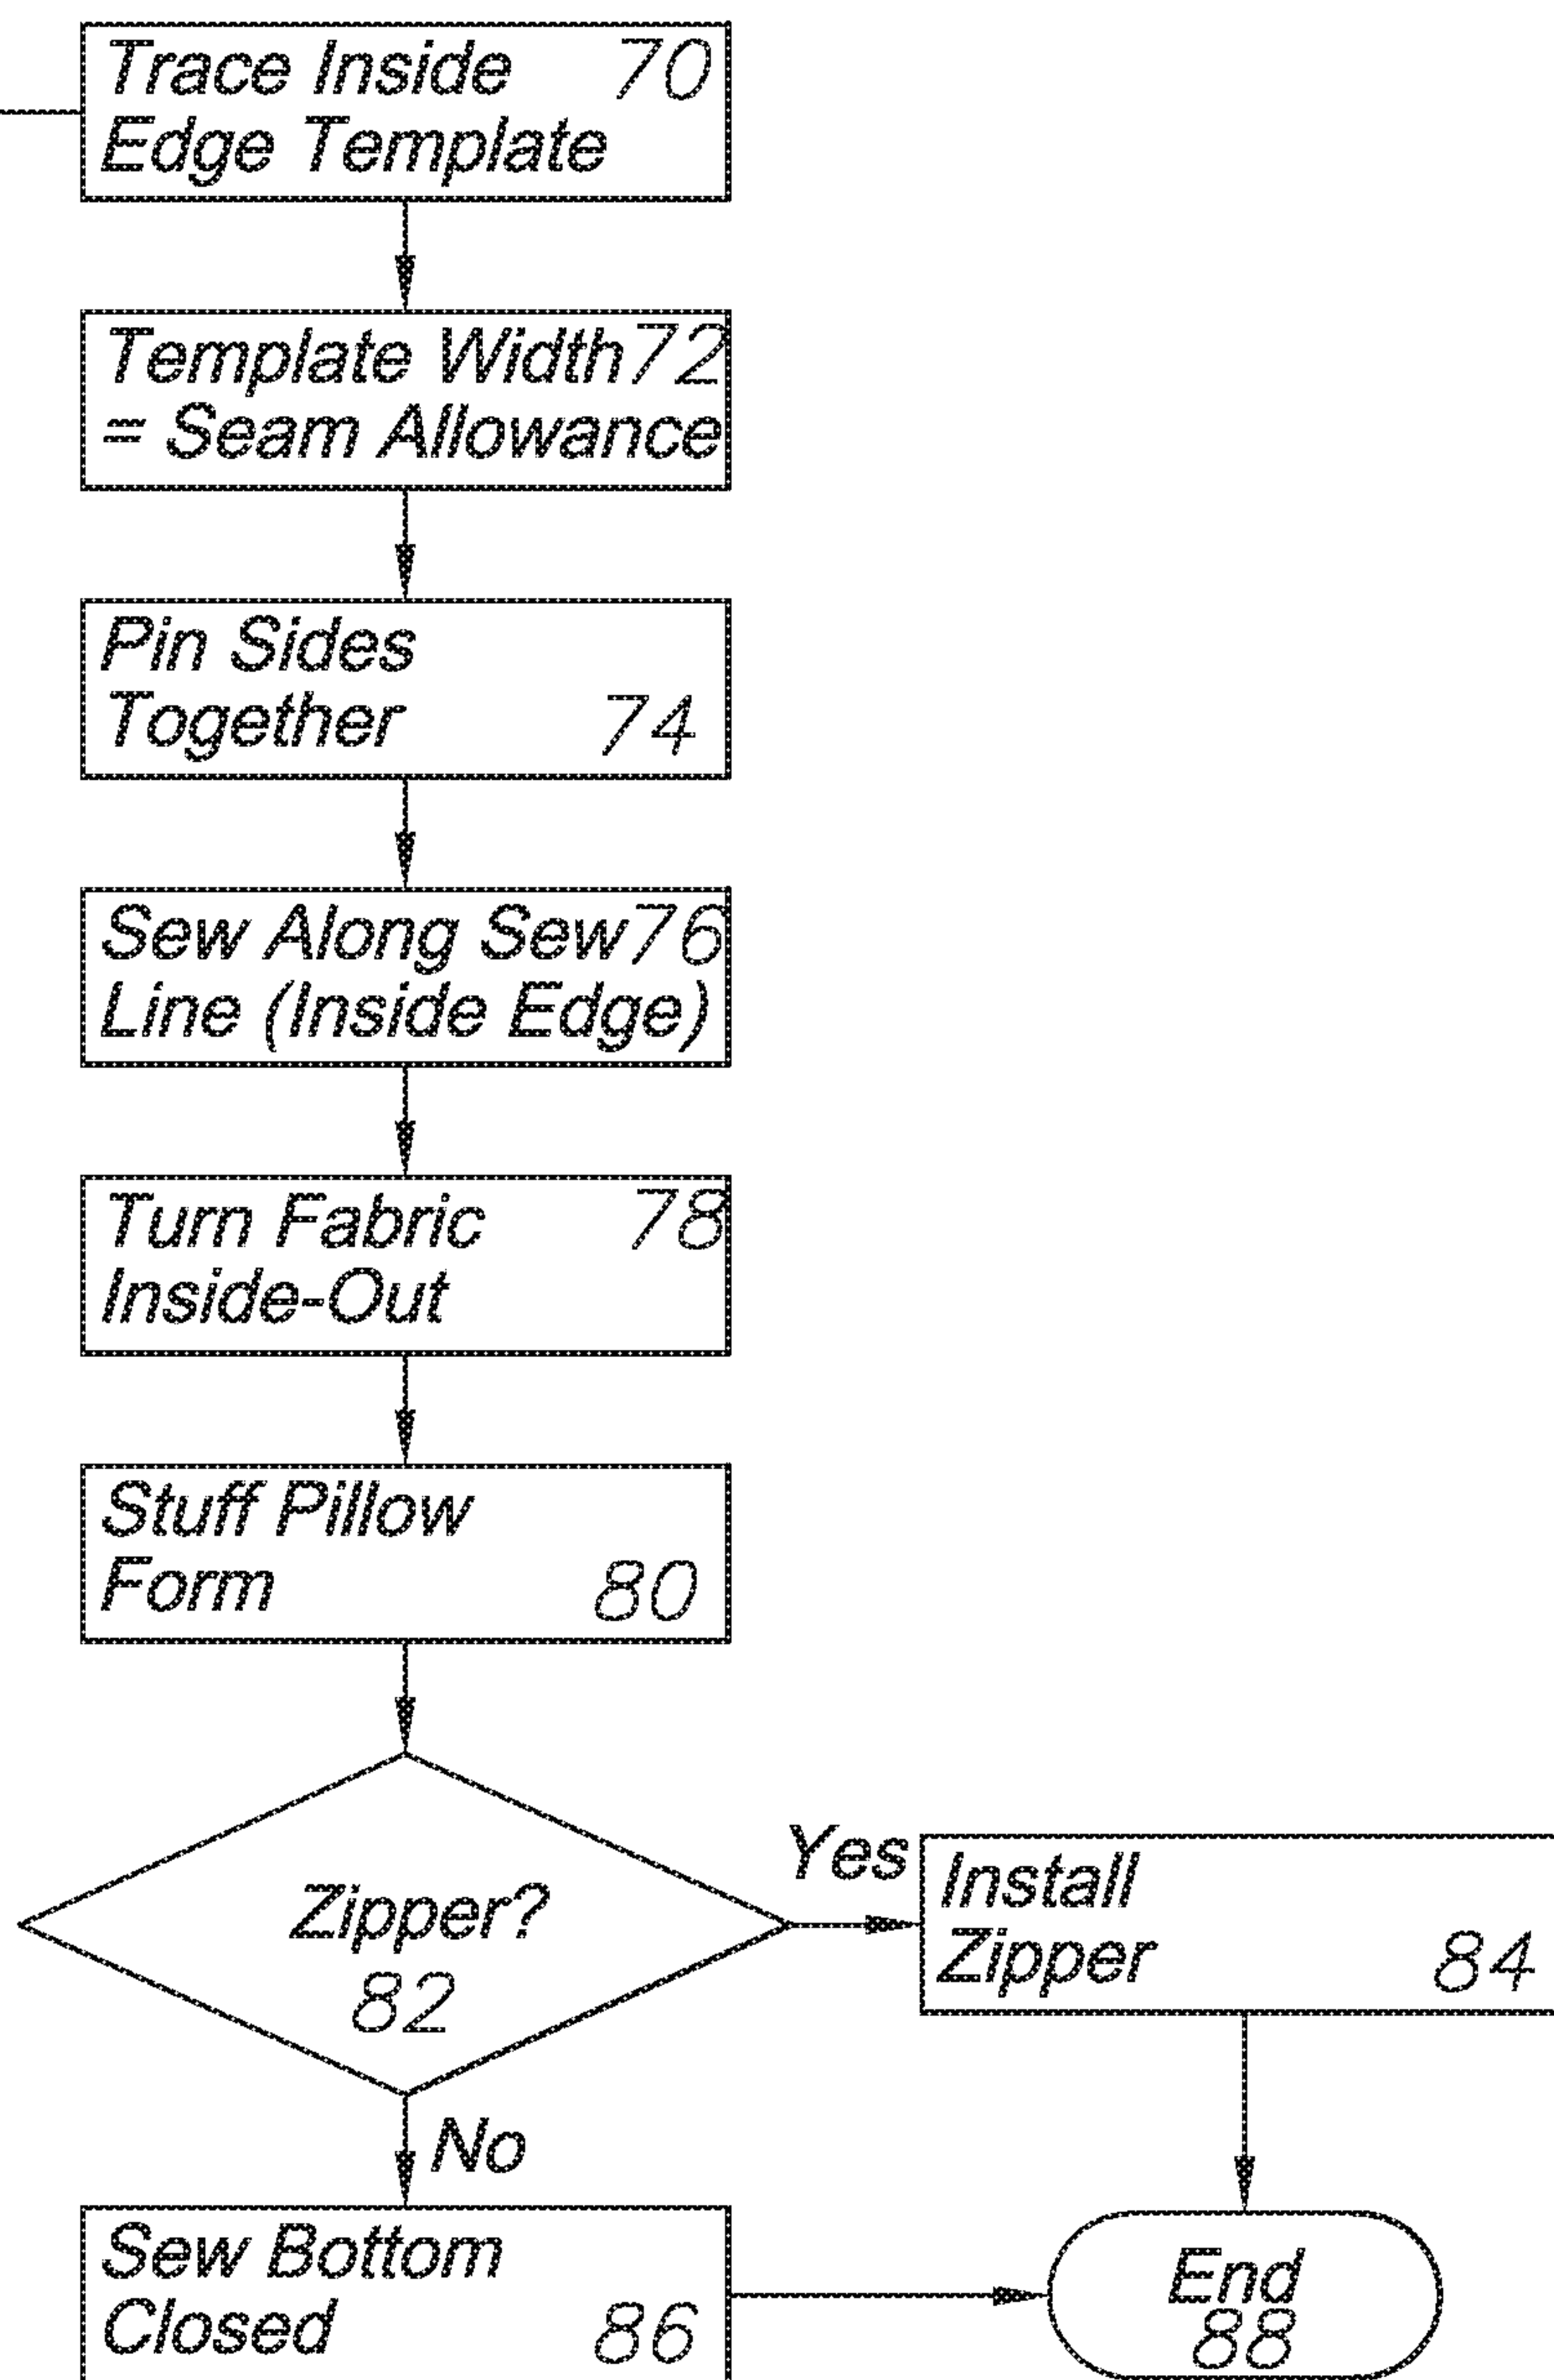 Trace Inside 70
Edge Template
Template Width 72
= Seam Allowance
Pin Sides
Together 74
Sew Along Sew 76
Line (Inside Edge)
Turn Fabric 78
Inside-Out
Stuff Pillow
Form 80
Zipper?
82
Yes
Install
Zipper 84
No
Sew Bottom
Closed 86
End
88